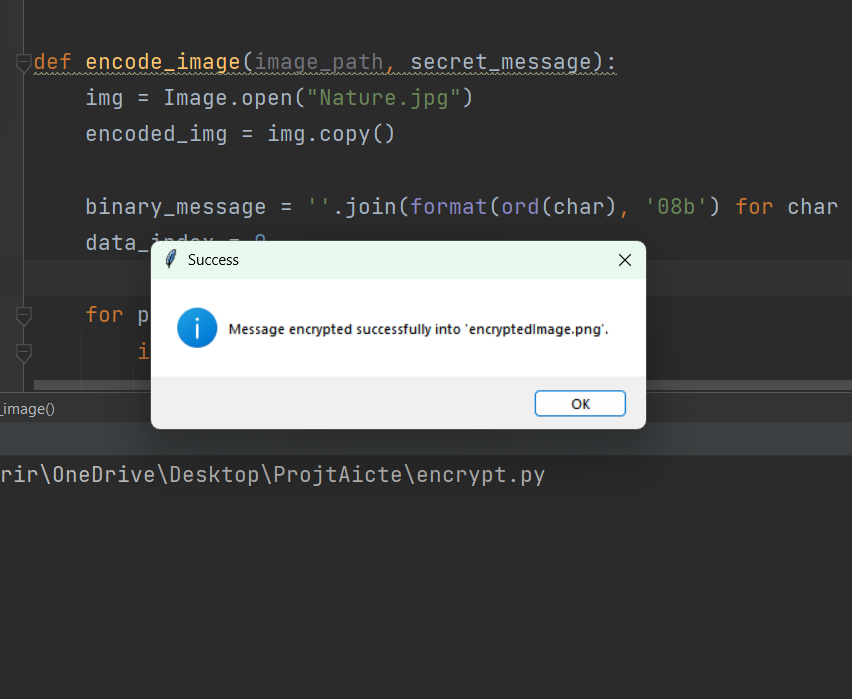 def encode_image(image_path, secret_message):
img = Image.open("Nature.jpg")
encoded_img = img.copy()
binary_message = ''.join(format(ord(char), '08b') for char
data_index = 0
Success
for p
Message encrypted successfully into 'encryptedImage.png'.
i
OK
_image()
rir\OneDrive\Desktop\ProjtAicte\encrypt.py